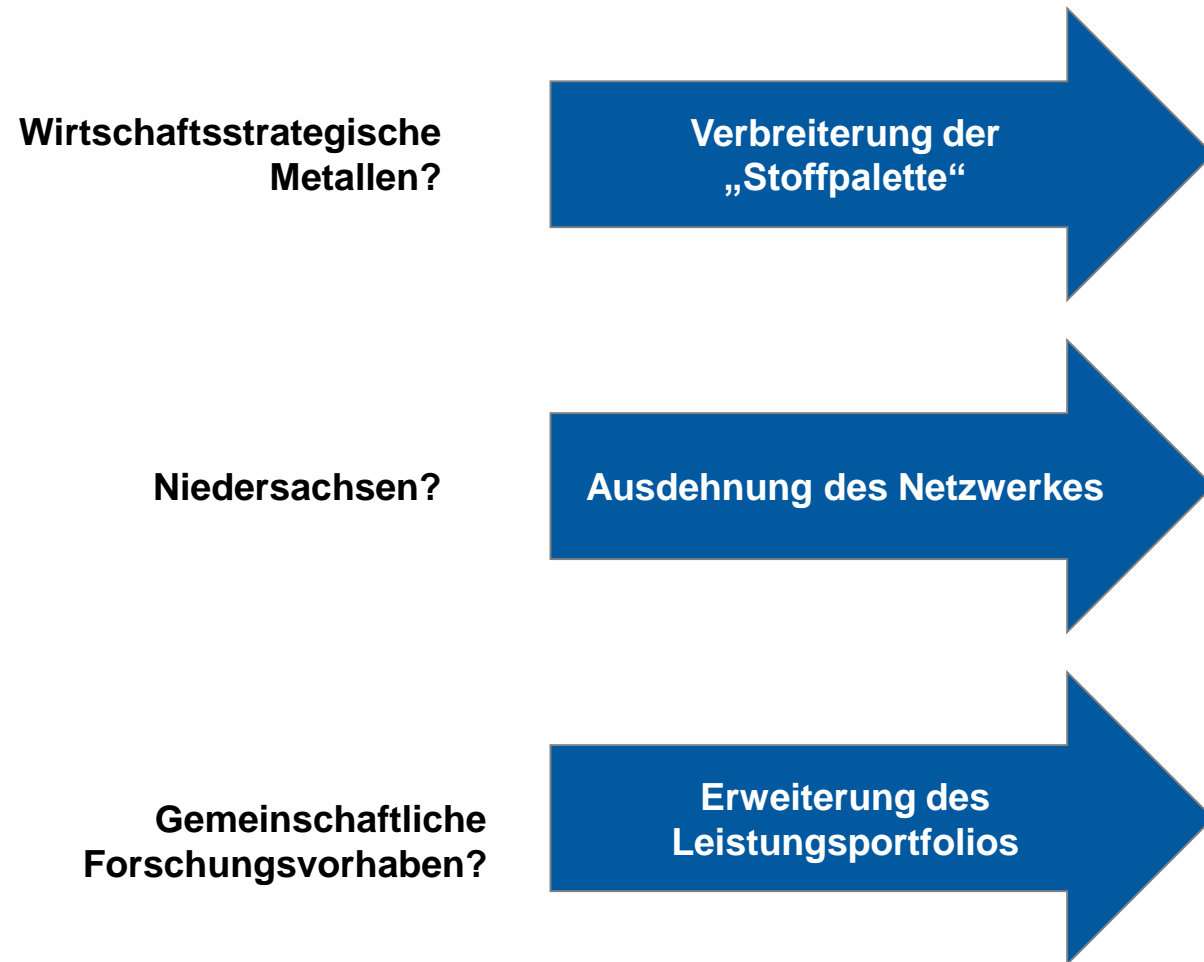 Wirtschaftsstrategische
Metallen?
Verbreiterung der
„Stoffpalette“
Niedersachsen?
Ausdehnung des Netzwerkes
Gemeinschaftliche
Forschungsvorhaben?
Erweiterung des
Leistungsportfolios